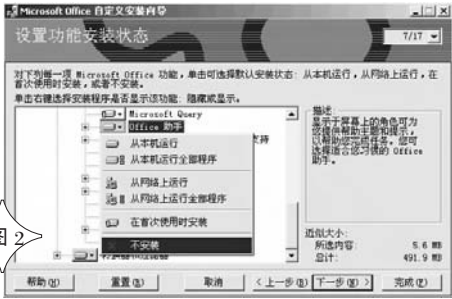 Microsoft Office 自定义安装向导
设置功能安装状态
7/17
对下列每一项 Microsoft Office 功能，单击可选择默认安装状态：从本机运行，从网络上运行，在
首次使用时安装，或者不安装。
单击右键选择安装程序是否显示该功能：隐藏或显示。
Microsoft Query
Office 助手
支持
从本机运行
从本机运行全部程序
从网络上运行
从网络上运行全部程序
在首次使用时安装
不安装
描述
显示于屏幕上的角色可为
您提供帮助主题和提示，
以帮助您完成任务。您可
选择适合您习惯的 Office
助手。
近似大小：
所选内容： 5.6 MB
总计： 491.9 MB
图 2
帮助(H) 重置(R) 取消 < 上一步(B) 下一步(N) > 完成(F)